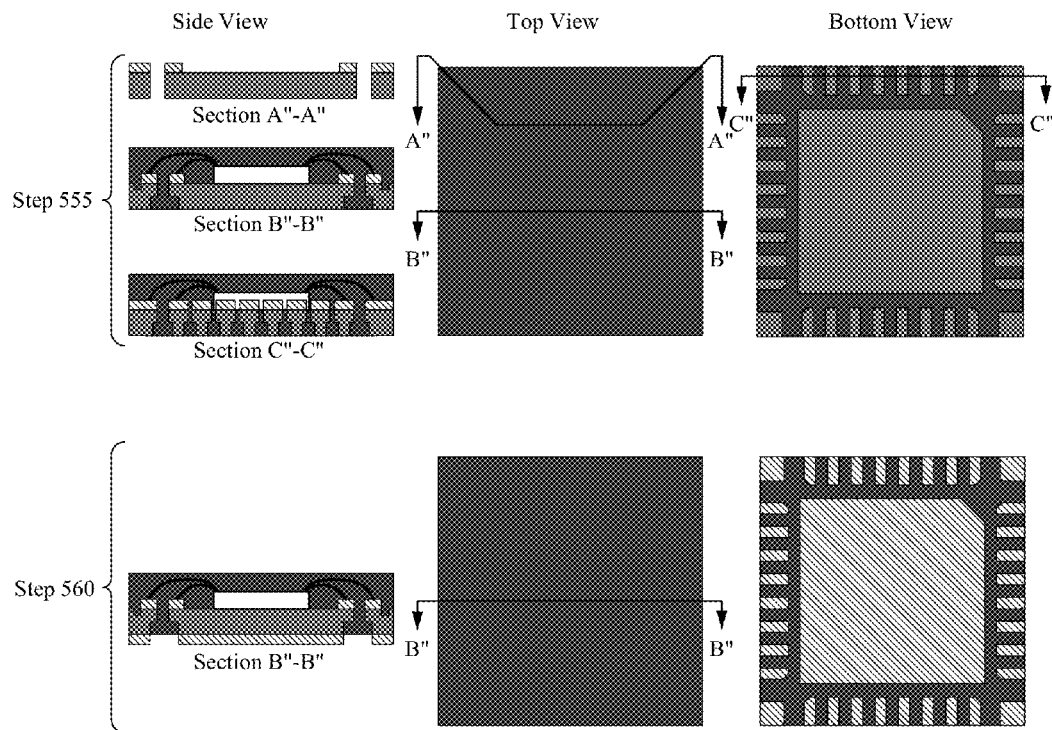 Side View
Top View
Bottom View
Step 555
Section A"-A"
Section B"-B"
Section C"-C"
A"
A"
B"
B"
C"
C"
Step 560
Section B"-B"
B"
B"